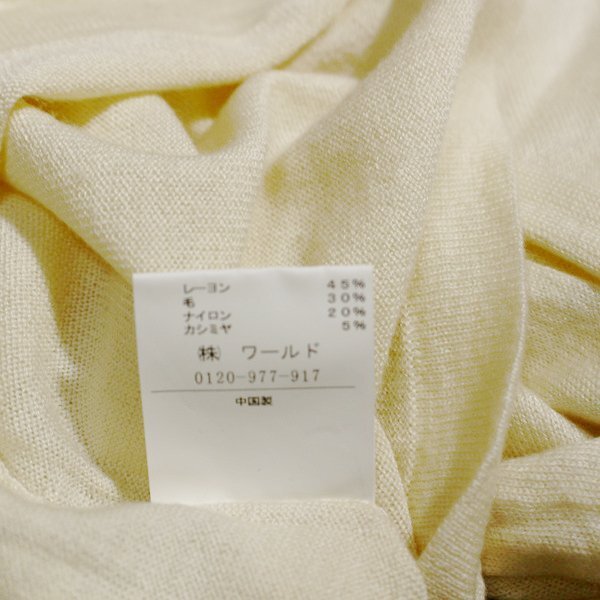 レーヨン 45%
毛 30%
ナイロン 20%
カシミヤ 5%
㈱ ワールド
0120-977-917
中国製